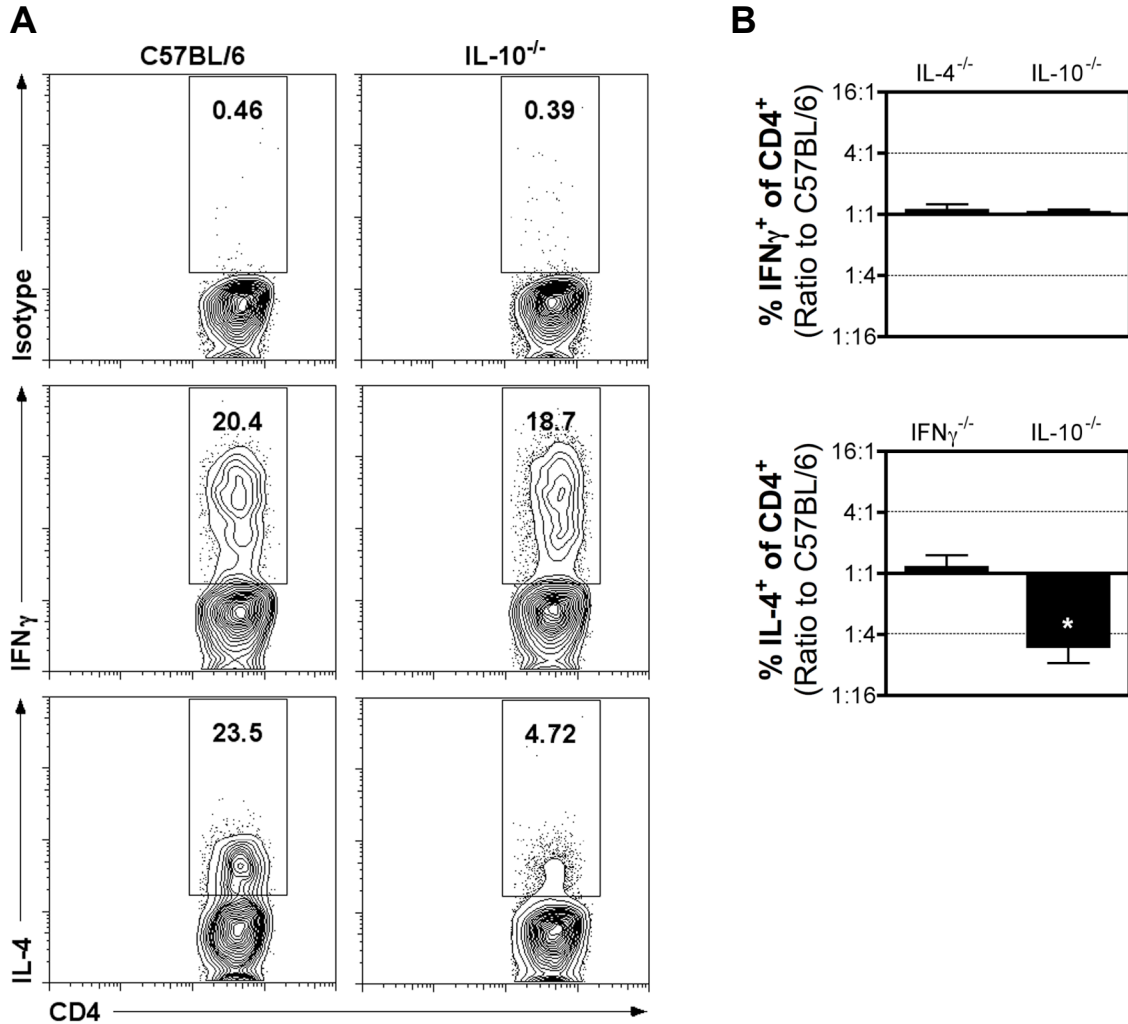 A
C57BL/6
IL-10-/-
Isotype
0.46
0.39
IFNγ
20.4
18.7
IL-4
23.5
4.72
CD4
B
IL-4-/-
IL-10-/-
% IFNγ+ of CD4+
(Ratio to C57BL/6)
16:1
4:1
1:1
1:4
1:16
IFNγ-/-
IL-10-/-
% IL-4+ of CD4+
(Ratio to C57BL/6)
16:1
4:1
1:1
1:4
*
1:16